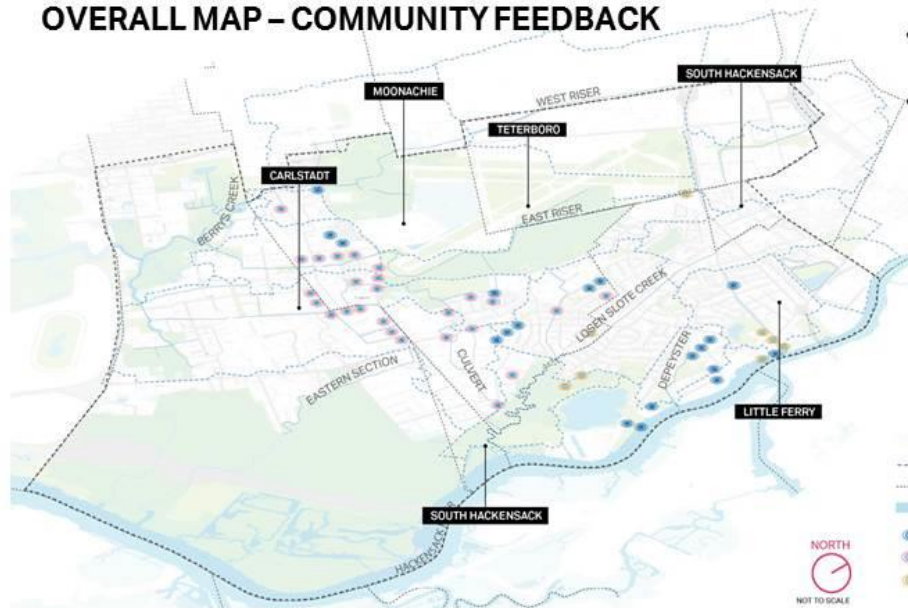 OVERALL MAP – COMMUNITY FEEDBACK
SOUTH HACKENSACK
MOONACHIE
WEST RISER
TETERBORO
CARLSTADT
BERRYS CREEK
EAST RISER
LOSEN SLOTE CREEK
EASTERN SECTION
CULVERT
DEPEYSTER
LITTLE FERRY
SOUTH HACKENSACK
HACKENSACK
NORTH
NOT TO SCALE